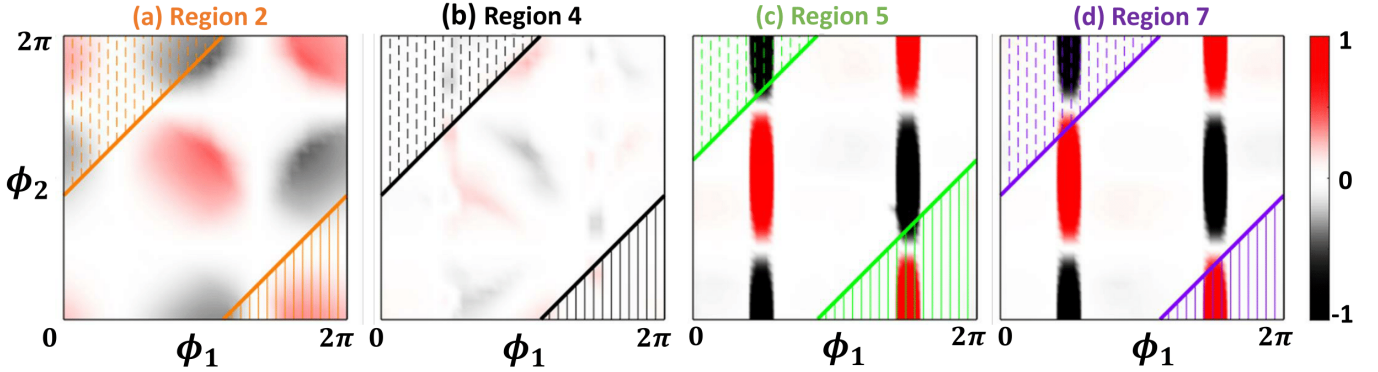 (a) Region 2 (b) Region 4 (c) Region 5 (d) Region 7
2π 1
ϕ₂ 0
-1
0 2π 0 2π 0 2π 0 2π
ϕ₁ ϕ₁ ϕ₁ ϕ₁